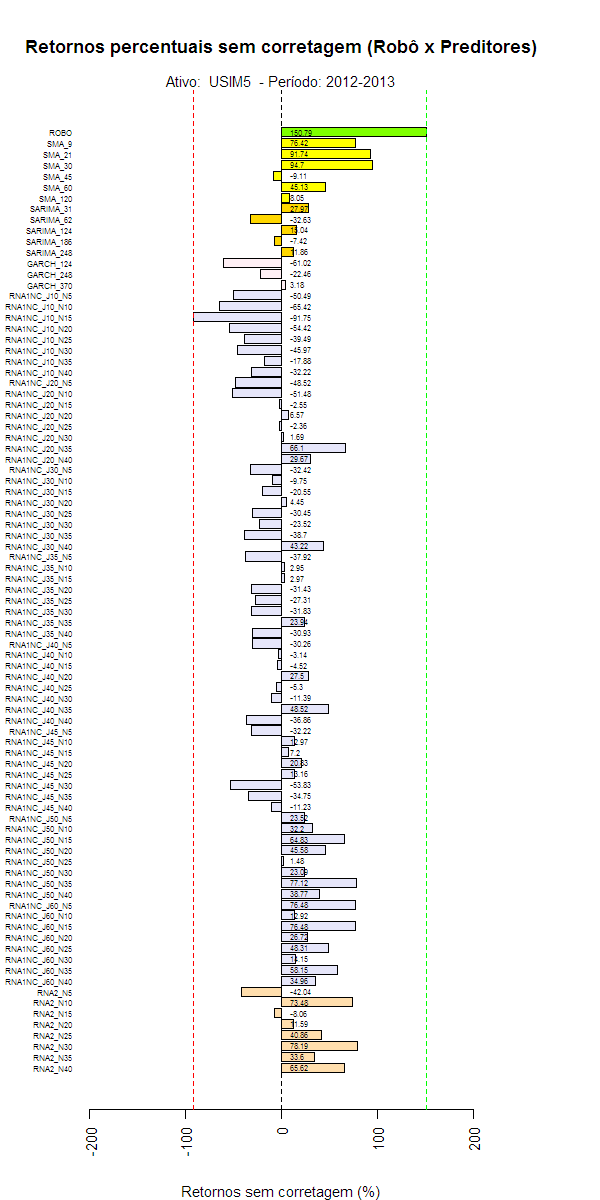 Retornos percentuais sem corretagem (Robô x Preditores)
Ativo:  USIM5  - Período: 2012-2013
ROBO 150.79
SMA_9 76.42
SMA_21 91.74
SMA_30 94.7
SMA_45 -9.11
SMA_60 45.13
SMA_120 8.05
SARIMA_31 27.97
SARIMA_62 -32.63
SARIMA_124 15.04
SARIMA_186 -7.42
SARIMA_248 11.86
GARCH_124 -61.02
GARCH_248 -22.46
GARCH_370 3.18
RNA1NC_J10_N5 -50.49
RNA1NC_J10_N10 -65.42
RNA1NC_J10_N15 -91.75
RNA1NC_J10_N20 -54.42
RNA1NC_J10_N25 -39.49
RNA1NC_J10_N30 -45.97
RNA1NC_J10_N35 -17.88
RNA1NC_J10_N40 -32.22
RNA1NC_J20_N5 -48.52
RNA1NC_J20_N10 -51.48
RNA1NC_J20_N15 -2.55
RNA1NC_J20_N20 6.57
RNA1NC_J20_N25 -2.36
RNA1NC_J20_N30 1.69
RNA1NC_J20_N35 66.1
RNA1NC_J20_N40 29.67
RNA1NC_J30_N5 -32.42
RNA1NC_J30_N10 -9.75
RNA1NC_J30_N15 -20.55
RNA1NC_J30_N20 4.45
RNA1NC_J30_N25 -30.45
RNA1NC_J30_N30 -23.52
RNA1NC_J30_N35 -38.7
RNA1NC_J30_N40 43.22
RNA1NC_J35_N5 -37.92
RNA1NC_J35_N10 2.95
RNA1NC_J35_N15 2.97
RNA1NC_J35_N20 -31.43
RNA1NC_J35_N25 -27.31
RNA1NC_J35_N30 -31.83
RNA1NC_J35_N35 23.94
RNA1NC_J35_N40 -30.93
RNA1NC_J40_N5 -30.26
RNA1NC_J40_N10 -3.14
RNA1NC_J40_N15 -4.52
RNA1NC_J40_N20 27.5
RNA1NC_J40_N25 -5.3
RNA1NC_J40_N30 -11.39
RNA1NC_J40_N35 48.52
RNA1NC_J40_N40 -36.86
RNA1NC_J45_N5 -32.22
RNA1NC_J45_N10 12.97
RNA1NC_J45_N15 7.2
RNA1NC_J45_N20 20.83
RNA1NC_J45_N25 13.16
RNA1NC_J45_N30 -53.83
RNA1NC_J45_N35 -34.75
RNA1NC_J45_N40 -11.23
RNA1NC_J50_N5 23.52
RNA1NC_J50_N10 32.2
RNA1NC_J50_N15 64.83
RNA1NC_J50_N20 45.58
RNA1NC_J50_N25 1.48
RNA1NC_J50_N30 23.09
RNA1NC_J50_N35 77.12
RNA1NC_J50_N40 38.77
RNA1NC_J60_N5 76.48
RNA1NC_J60_N10 12.92
RNA1NC_J60_N15 76.48
RNA1NC_J60_N20 26.72
RNA1NC_J60_N25 48.31
RNA1NC_J60_N30 14.15
RNA1NC_J60_N35 58.15
RNA1NC_J60_N40 34.96
RNA2_N5 -42.04
RNA2_N10 73.48
RNA2_N15 -8.06
RNA2_N20 11.59
RNA2_N25 40.86
RNA2_N30 78.19
RNA2_N35 33.6
RNA2_N40 65.62
-200 -100 0 100 200
Retornos sem corretagem (%)